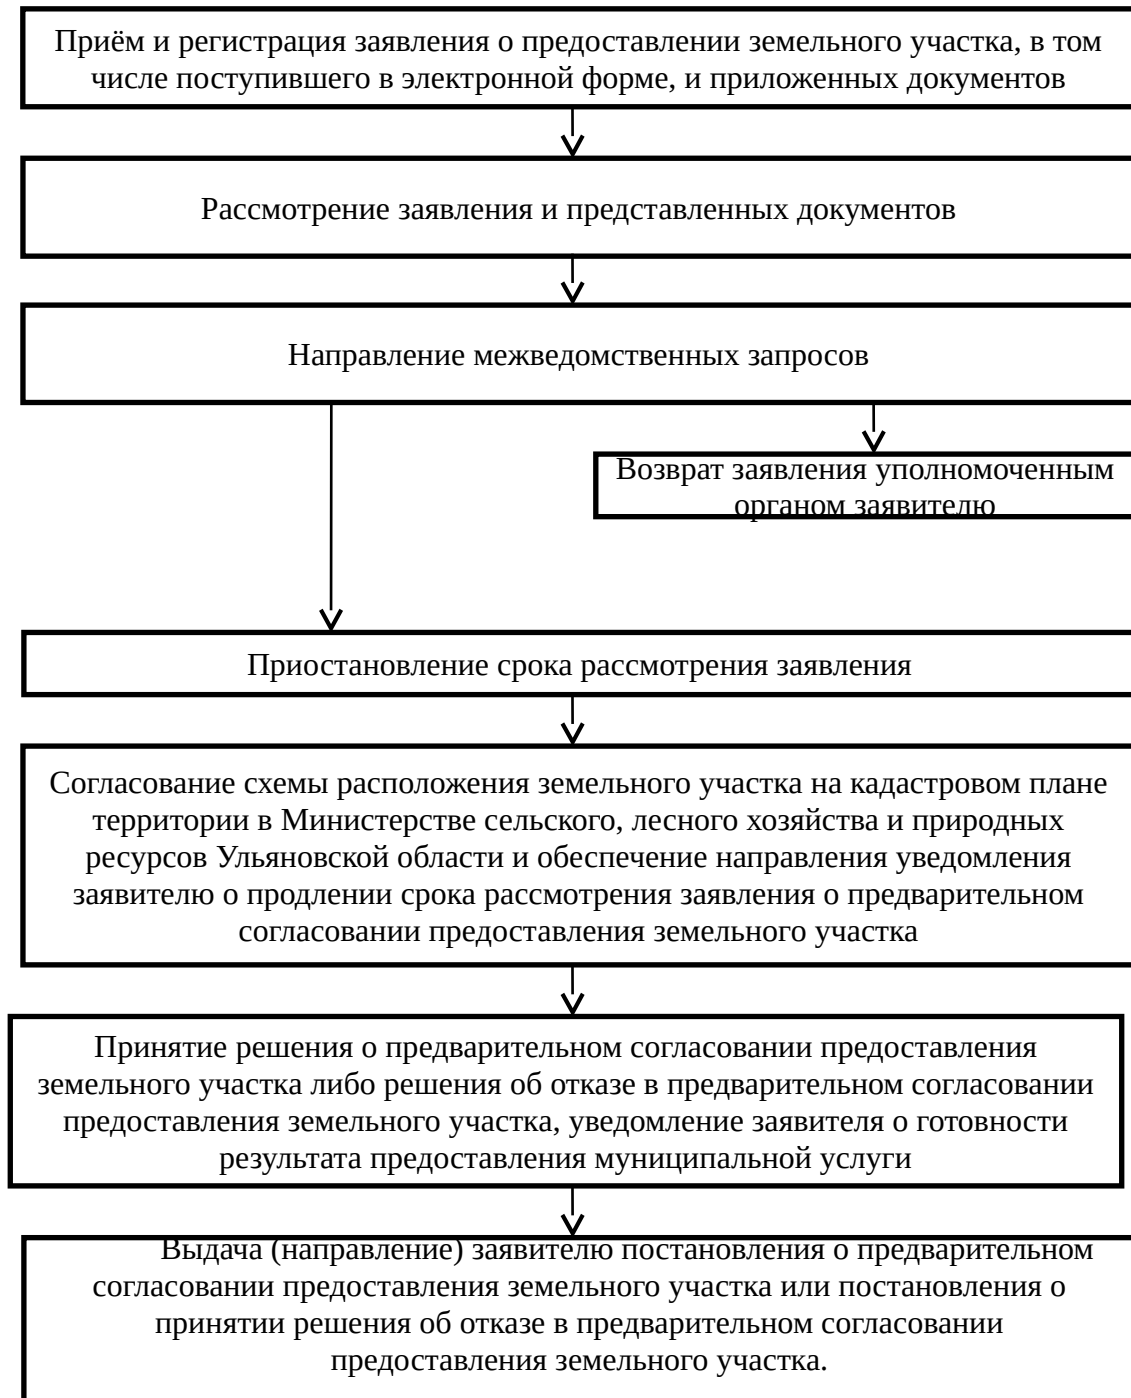 Приём и регистрация заявления о предоставлении земельного участка, в том
числе поступившего в электронной форме, и приложенных документов
Рассмотрение заявления и представленных документов
Направление межведомственных запросов
Возврат заявления уполномоченным
органом заявителю
Приостановление срока рассмотрения заявления
Согласование схемы расположения земельного участка на кадастровом плане
территории в Министерстве сельского, лесного хозяйства и природных
ресурсов Ульяновской области и обеспечение направления уведомления
заявителю о продлении срока рассмотрения заявления о предварительном
согласовании предоставления земельного участка
Принятие решения о предварительном согласовании предоставления
земельного участка либо решения об отказе в предварительном согласовании
предоставления земельного участка, уведомление заявителя о готовности
результата предоставления муниципальной услуги
Выдача (направление) заявителю постановления о предварительном
согласовании предоставления земельного участка или постановления о
принятии решения об отказе в предварительном согласовании
предоставления земельного участка.